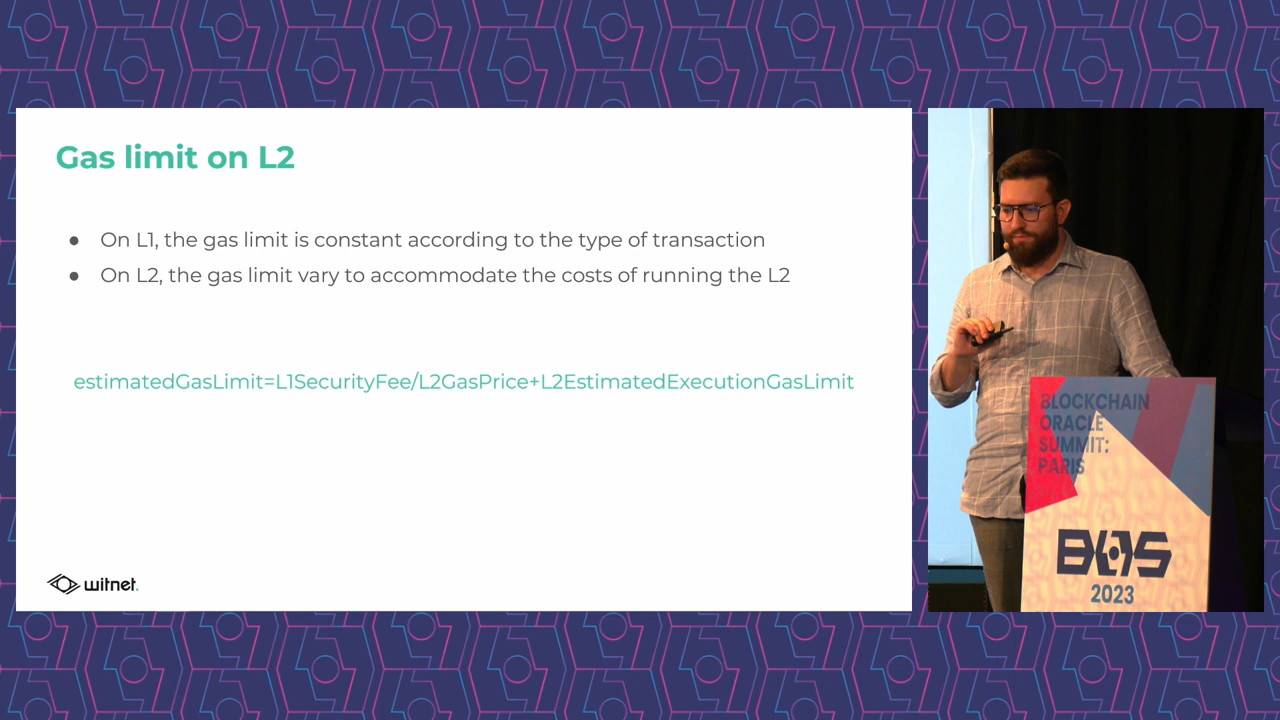 Gas limit on L2
● On L1, the gas limit is constant according to the type of transaction
● On L2, the gas limit vary to accommodate the costs of running the L2
estimatedGasLimit=L1SecurityFee/L2GasPrice+L2EstimatedExecutionGasLimit
witnet.
BLOCKCHAIN
ORACLE
SUMMIT:
PARIS
BOS
2023